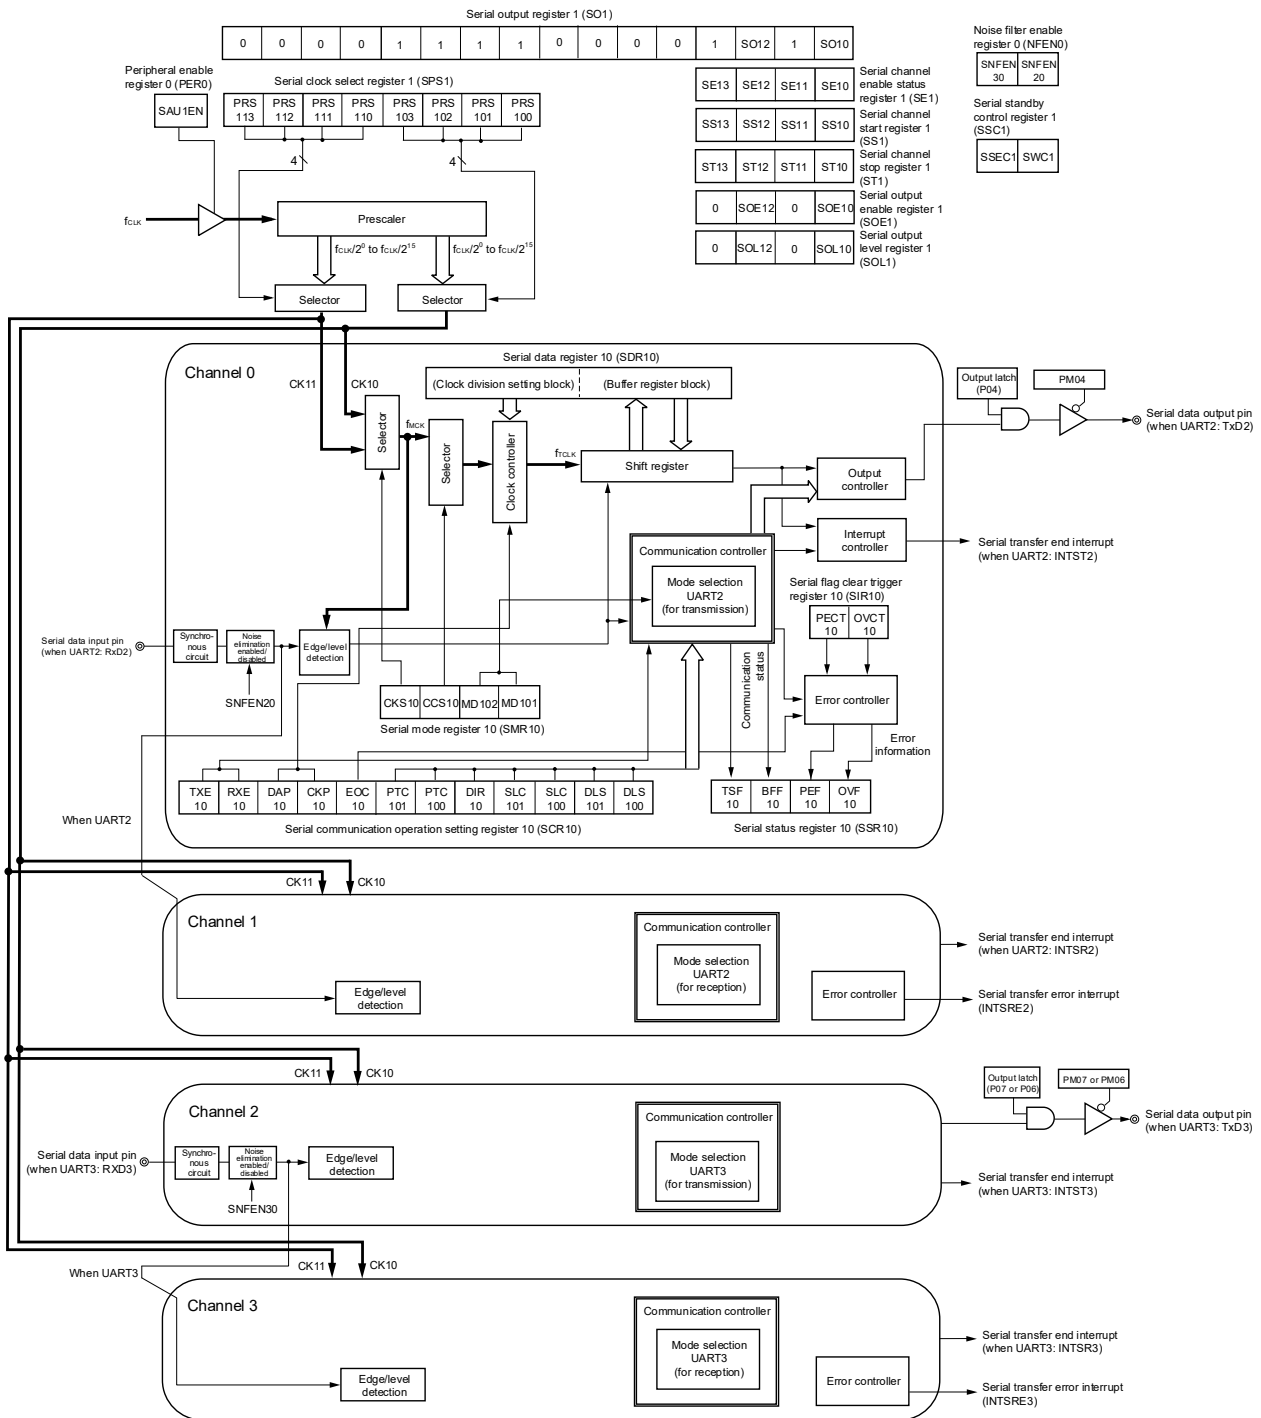 Serial output register 1 (SO1)
0 0 0 0 1 1 1 1 0 0 0 0 1 SO12 1 SO10
Noise filter enable
register 0 (NFEN0)
SNFEN SNFEN
30 20
Peripheral enable
register 0 (PER0)
SAU1EN
Serial clock select register 1 (SPS1)
PRS PRS PRS PRS PRS PRS PRS PRS
113 112 111 110 103 102 101 100
4
4
SE13 SE12 SE11 SE10
Serial channel
enable status
register 1 (SE1)
SS13 SS12 SS11 SS10
Serial channel
start register 1
(SS1)
ST13 ST12 ST11 ST10
Serial channel
stop register 1
(ST1)
0 SOE12 0 SOE10
Serial output
enable register 1
(SOE1)
0 SOL12 0 SOL10
Serial output
level register 1
(SOL1)
Serial standby
control register 1
(SSC1)
SSEC1 SWC1
fCLK
Prescaler
fCLK/2⁰ to fCLK/2¹⁵
fCLK/2⁰ to fCLK/2¹⁵
Selector
Selector
Channel 0
CK11
CK10
Serial data register 10 (SDR10)
(Clock division setting block)
(Buffer register block)
Selector
fMCK
Selector
Clock controller
fTCLK
Shift register
Output latch
(P04)
PM04
Serial data output pin
(when UART2: TxD2)
Output
controller
Interrupt
controller
Serial transfer end interrupt
(when UART2: INTST2)
Communication controller
Mode selection
UART2
(for transmission)
Serial flag clear trigger
register 10 (SIR10)
PECT OVCT
10 10
Serial data input pin
(when UART2: RxD2)
Synchro-
nous
circuit
Noise
elimination
enabled/
disabled
SNFEN20
Edge/level
detection
CKS10 CCS10 MD102 MD101
Serial mode register 10 (SMR10)
Communication
status
Error controller
Error
information
TXE RXE DAP CKP EOC PTC PTC DIR SLC SLC DLS DLS
10 10 10 10 10 101 100 10 101 100 101 100
Serial communication operation setting register 10 (SCR10)
TSF BFF PEF OVF
10 10 10 10
Serial status register 10 (SSR10)
When UART2
CK11
CK10
Channel 1
Communication controller
Mode selection
UART2
(for reception)
Edge/level
detection
Error controller
Serial transfer end interrupt
(when UART2: INTSR2)
Serial transfer error interrupt
(INTSRE2)
CK11
CK10
Channel 2
Communication controller
Mode selection
UART3
(for transmission)
Output latch
(P07 or P06)
PM07 or PM06
Serial data output pin
(when UART3: TxD3)
Serial data input pin
(when UART3: RXD3)
Synchro-
nous
circuit
Noise
elimination
enabled/
disabled
SNFEN30
Edge/level
detection
Serial transfer end interrupt
(when UART3: INTST3)
When UART3
CK11
CK10
Channel 3
Communication controller
Mode selection
UART3
(for reception)
Edge/level
detection
Error controller
Serial transfer end interrupt
(when UART3: INTSR3)
Serial transfer error interrupt
(INTSRE3)